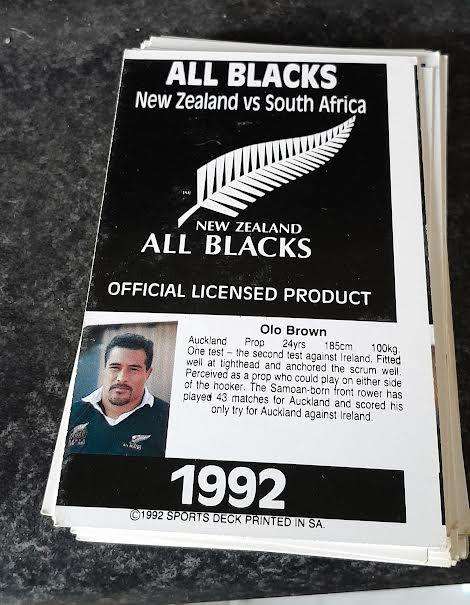 ALL BLACKS
New Zealand vs South Africa
NEW ZEALAND
ALL BLACKS
OFFICIAL LICENSED PRODUCT
Olo Brown
Auckland Prop 24yrs 185cm 100kg.
One test – the second test against Ireland. Fitted
well at tighthead and anchored the scrum well.
Perceived as a prop who could play on either side
of the hooker. The Samoan-born front rower has
played 43 matches for Auckland and scored his
only try for Auckland against Ireland.
1992
©1992 SPORTS DECK PRINTED IN SA.